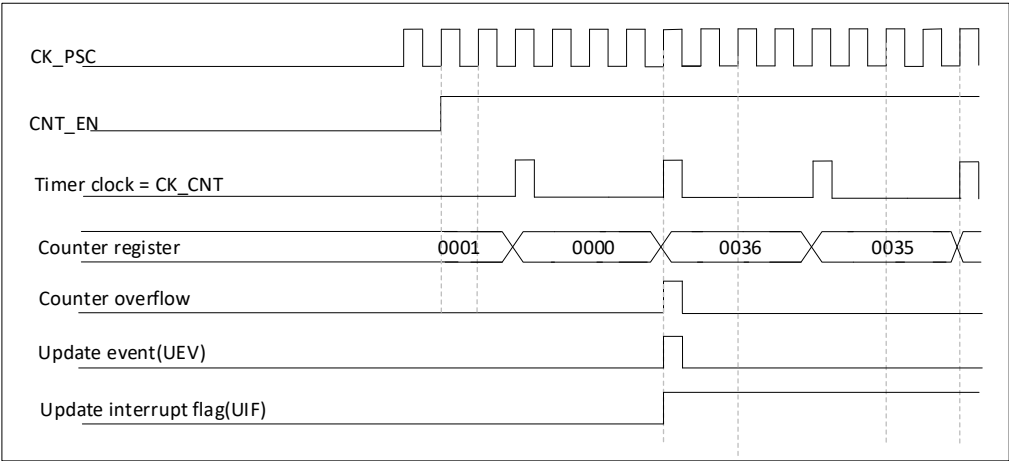 CK_PSC
CNT_EN
Timer clock = CK_CNT
Counter register 0001 0000 0036 0035
Counter overflow
Update event(UEV)
Update interrupt flag(UIF)